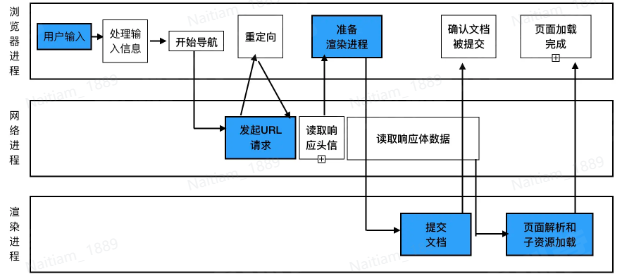 浏览器进程
用户输入
处理输
入信息
开始导航
重定向
准备
渲染进程
确认文档
被提交
页面加载
完成
网络进程
发起URL
请求
读取响
应头信
读取响应体数据
渲染进程
提交
文档
页面解析和
子资源加载
Naitiam_1889
Naitiam_1889
Naitiam_1889
Naitiam_1889
Naitiam_1889
Naitiam_1889
Naitiam_1889
Naitiam_1889